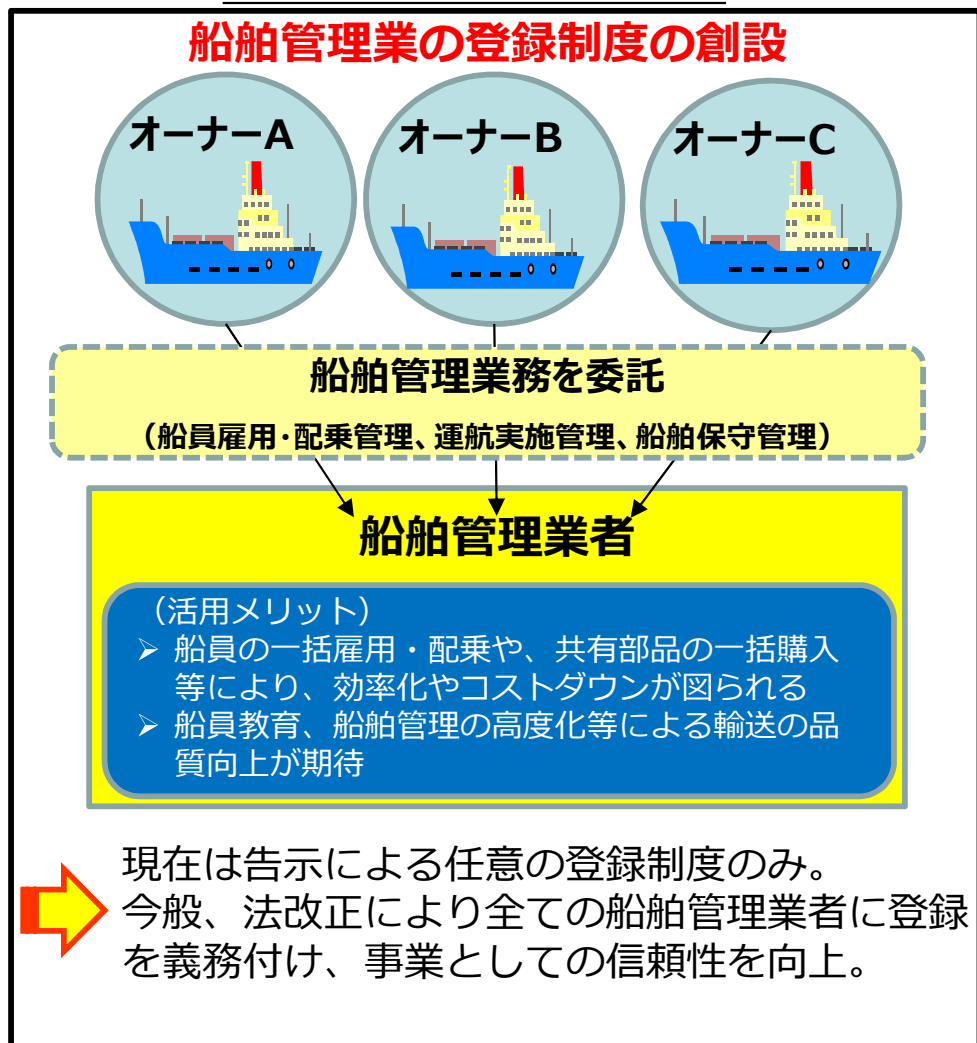 船舶管理業の登録制度の創設
オーナーA
オーナーB
オーナーC
船舶管理業務を委託
（船員雇用・配乗管理、運航実施管理、船舶保守管理）
船舶管理業者
（活用メリット）
➢ 船員の一括雇用・配乗や、共有部品の一括購入
等により、効率化やコストダウンが図られる
➢ 船員教育、船舶管理の高度化等による輸送の品
質向上が期待
現在は告示による任意の登録制度のみ。
今般、法改正により全ての船舶管理業者に登録
を義務付け、事業としての信頼性を向上。